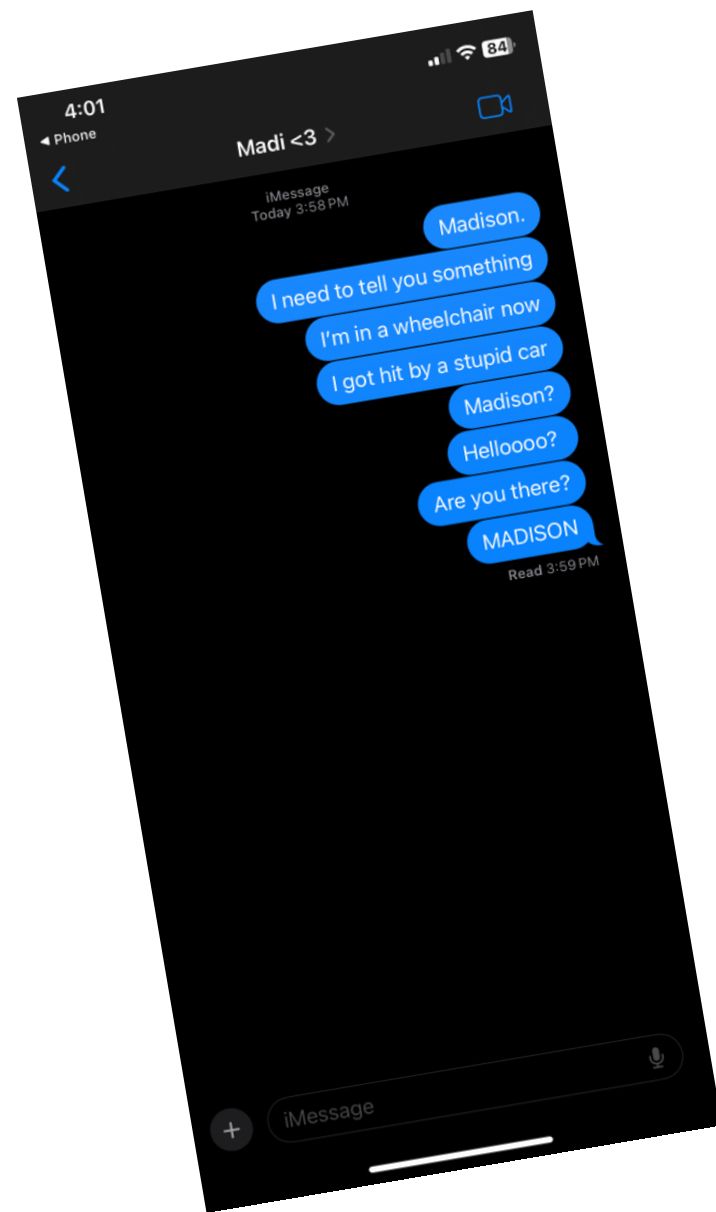 4:01
84
◀ Phone
Madi <3
iMessage
Today 3:58 PM
Madison.
I need to tell you something
I'm in a wheelchair now
I got hit by a stupid car
Madison?
Helloooo?
Are you there?
MADISON
Read 3:59 PM
iMessage